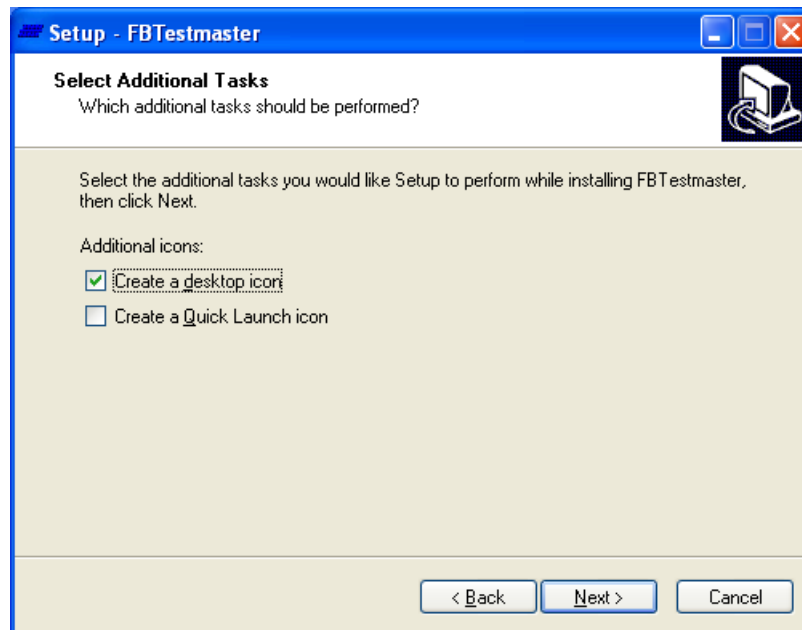 Setup - FBTestmaster
Select Additional Tasks
Which additional tasks should be performed?
Select the additional tasks you would like Setup to perform while installing FBTestmaster,
then click Next.
Additional icons:
Create a desktop icon
Create a Quick Launch icon
< Back
Next >
Cancel